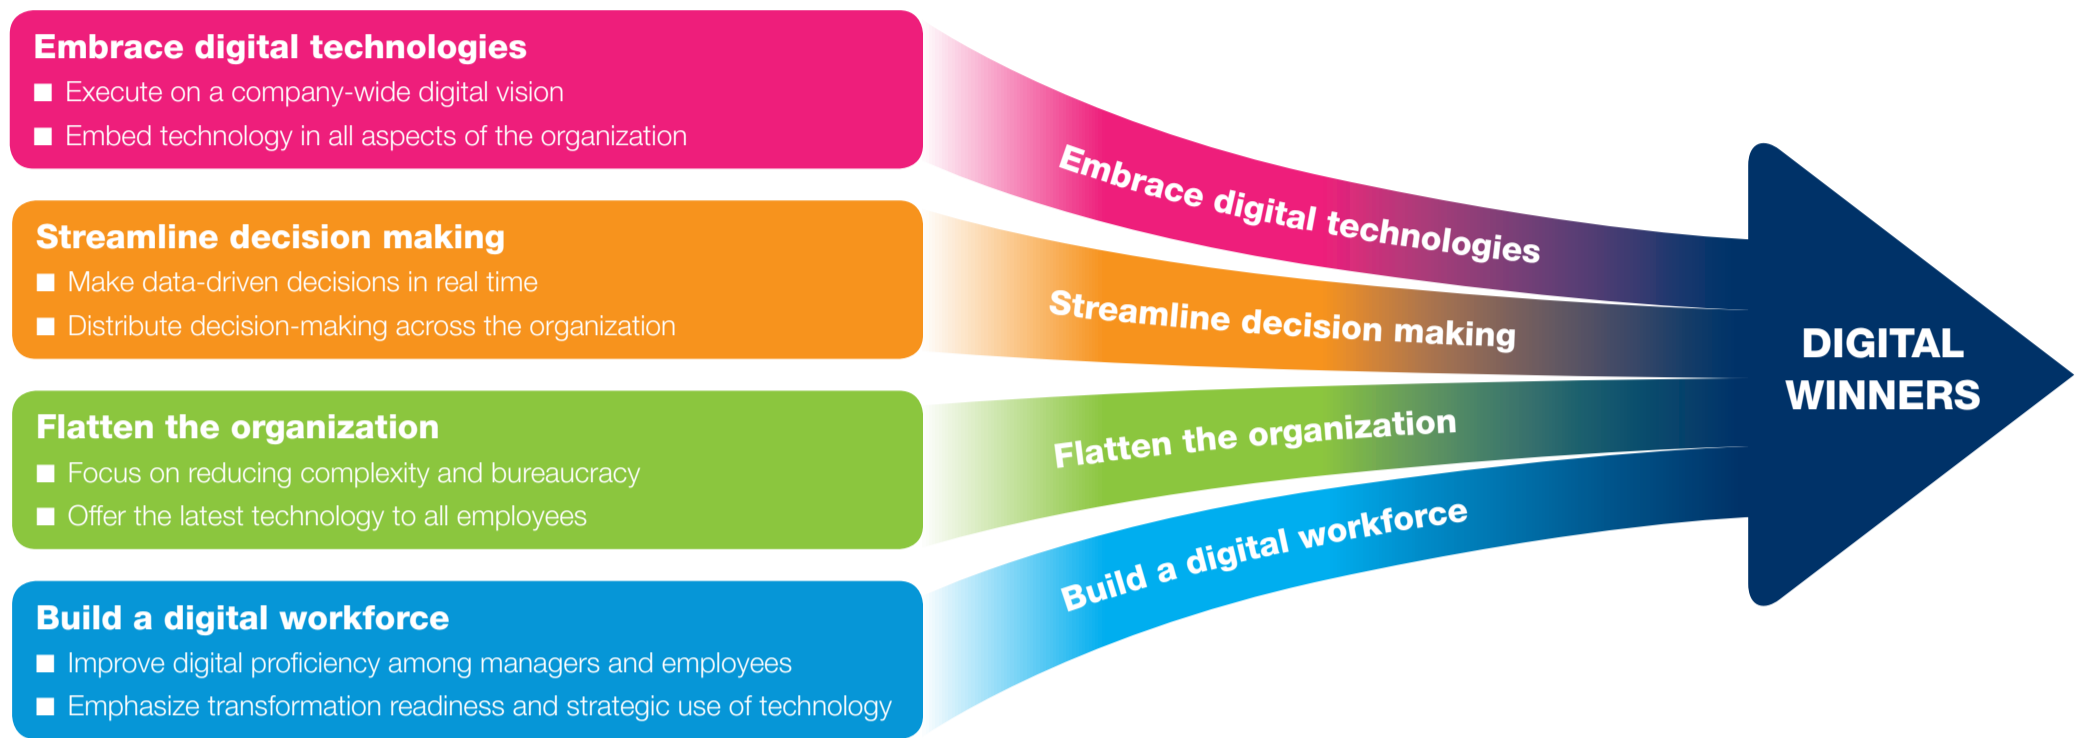 Embrace digital technologies
Execute on a company-wide digital vision
Embed technology in all aspects of the organization
Streamline decision making
Make data-driven decisions in real time
Distribute decision-making across the organization
Flatten the organization
Focus on reducing complexity and bureaucracy
Offer the latest technology to all employees
Build a digital workforce
Improve digital proficiency among managers and employees
Emphasize transformation readiness and strategic use of technology
Embrace digital technologies
Streamline decision making
Flatten the organization
Build a digital workforce
DIGITAL
WINNERS